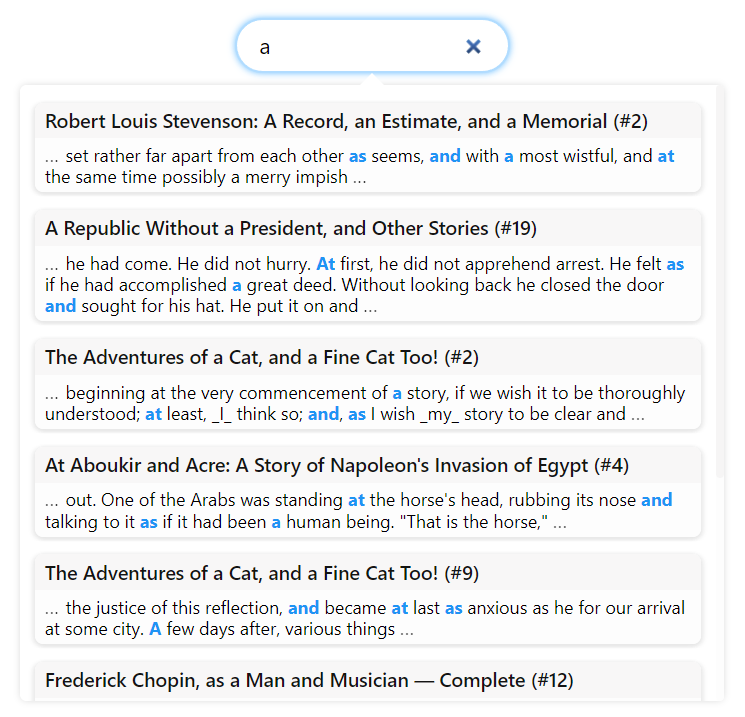 a
Robert Louis Stevenson: A Record, an Estimate, and a Memorial (#2)
... set rather far apart from each other as seems, and with a most wistful, and at
the same time possibly a merry impish ...
A Republic Without a President, and Other Stories (#19)
... he had come. He did not hurry. At first, he did not apprehend arrest. He felt as
if he had accomplished a great deed. Without looking back he closed the door
and sought for his hat. He put it on and ...
The Adventures of a Cat, and a Fine Cat Too! (#2)
... beginning at the very commencement of a story, if we wish it to be thoroughly
understood; at least, _I_ think so; and, as I wish _my_ story to be clear and ...
At Aboukir and Acre: A Story of Napoleon's Invasion of Egypt (#4)
... out. One of the Arabs was standing at the horse's head, rubbing its nose and
talking to it as if it had been a human being. "That is the horse," ...
The Adventures of a Cat, and a Fine Cat Too! (#9)
... the justice of this reflection, and became at last as anxious as he for our arrival
at some city. A few days after, various things ...
Frederick Chopin, as a Man and Musician — Complete (#12)